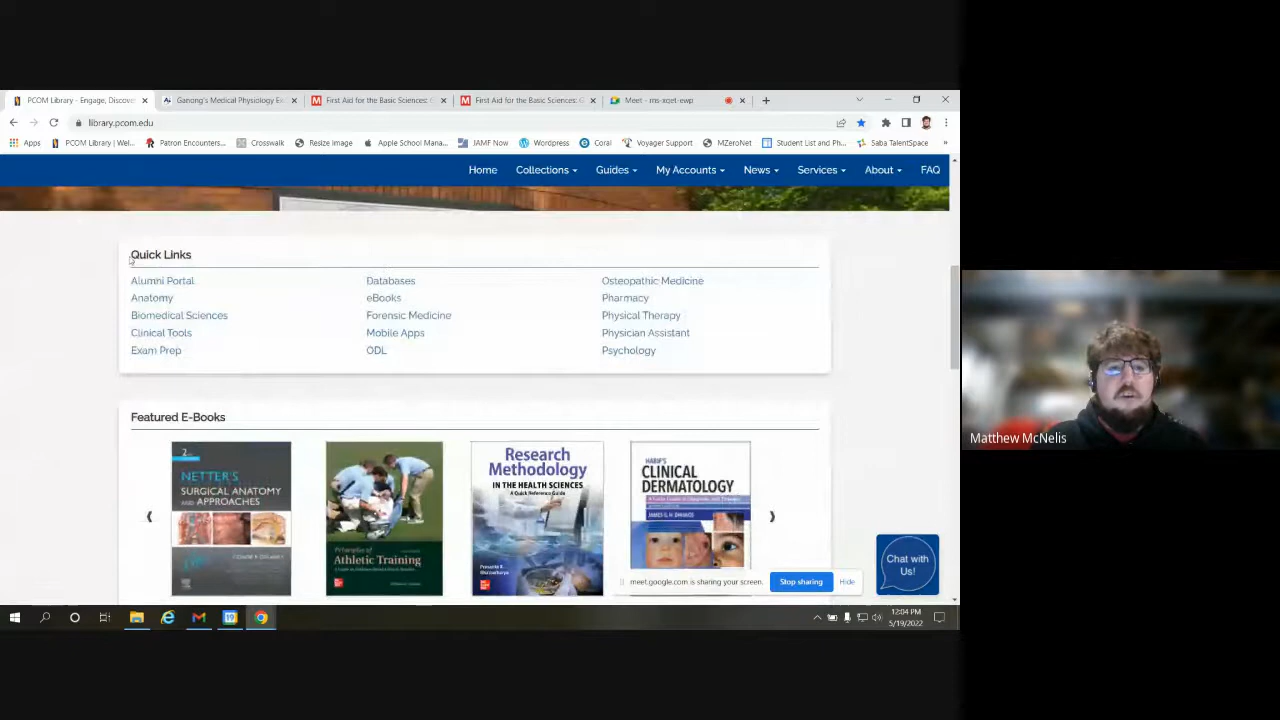 PCOM Library - Engage, Discove
Ganong's Medical Physiology Ex
First Aid for the Basic Sciences: G
First Aid for the Basic Sciences: G
Meet - ms-xqet-ewp
library.pcom.edu
Apps
PCOM Library | Wel...
Patron Encounters...
Crosswalk
Resize Image
Apple School Mana...
JAMF Now
Wordpress
Coral
Voyager Support
MZeroNet
Student List and Ph...
Saba TalentSpace
Home
Collections
Guides
My Accounts
News
Services
About
FAQ
Quick Links
Alumni Portal
Databases
Osteopathic Medicine
Anatomy
eBooks
Pharmacy
Biomedical Sciences
Forensic Medicine
Physical Therapy
Clinical Tools
Mobile Apps
Physician Assistant
Exam Prep
ODL
Psychology
Featured E-Books
2
NETTER'S
SURGICAL ANATOMY
AND APPROACHES
Principles of
Athletic Training
Research
Methodology
IN THE HEALTH SCIENCES
A Quick Reference Guide
HABIF'S
CLINICAL
DERMATOLOGY
Chat with
Us!
meet.google.com is sharing your screen.
Stop sharing
Hide
12:04 PM
5/19/2022
Matthew McNelis